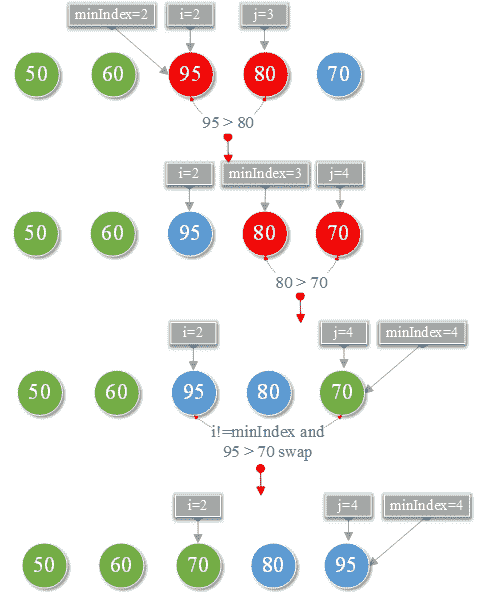 minIndex=2 i=2 j=3
50 60 95 80 70
95 > 80
i=2 minIndex=3 j=4
50 60 95 80 70
80 > 70
i=2 j=4 minIndex=4
50 60 95 80 70
i!=minIndex and
95 > 70 swap
i=2 j=4 minIndex=4
50 60 70 80 95